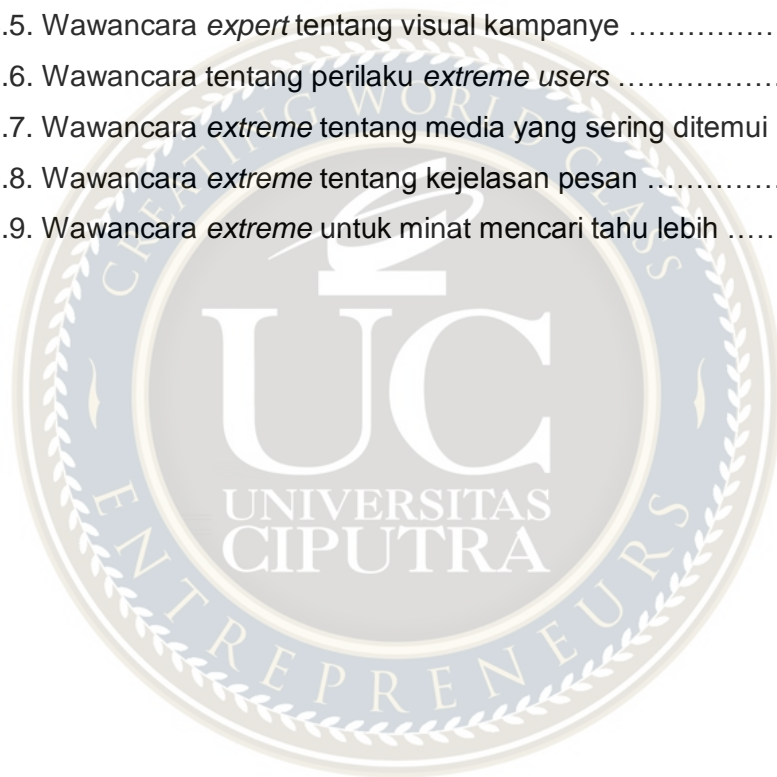 .5. Wawancara expert tentang visual kampanye ……………
.6. Wawancara tentang perilaku extreme users ……………….
.7. Wawancara extreme tentang media yang sering ditemui
.8. Wawancara extreme tentang kejelasan pesan ……………
.9. Wawancara extreme untuk minat mencari tahu lebih …..
CREATING WORLD CLASS
UC
UNIVERSITAS
CIPUTRA
ENTREPRENEURS